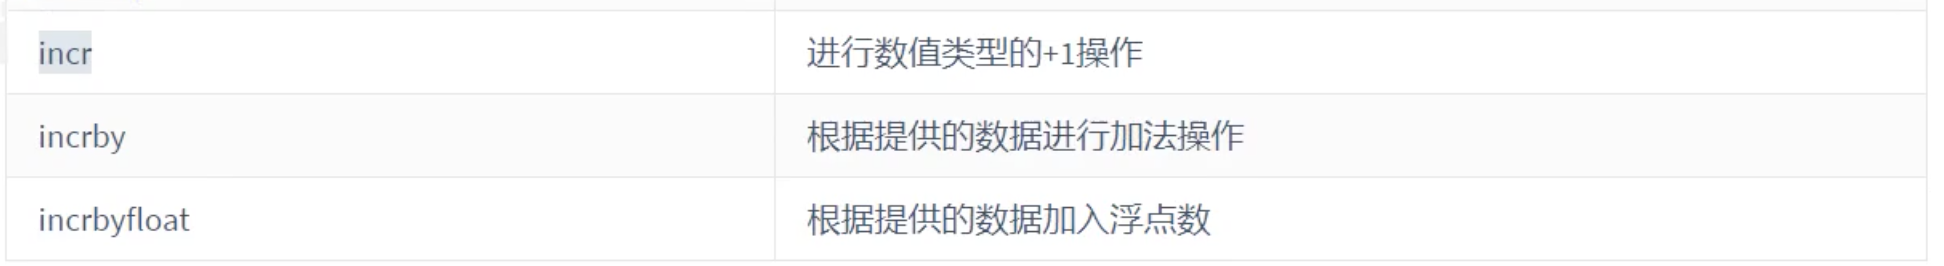 incr
进行数值类型的+1操作
incrby
根据提供的数据进行加法操作
incrbyfloat
根据提供的数据加入浮点数